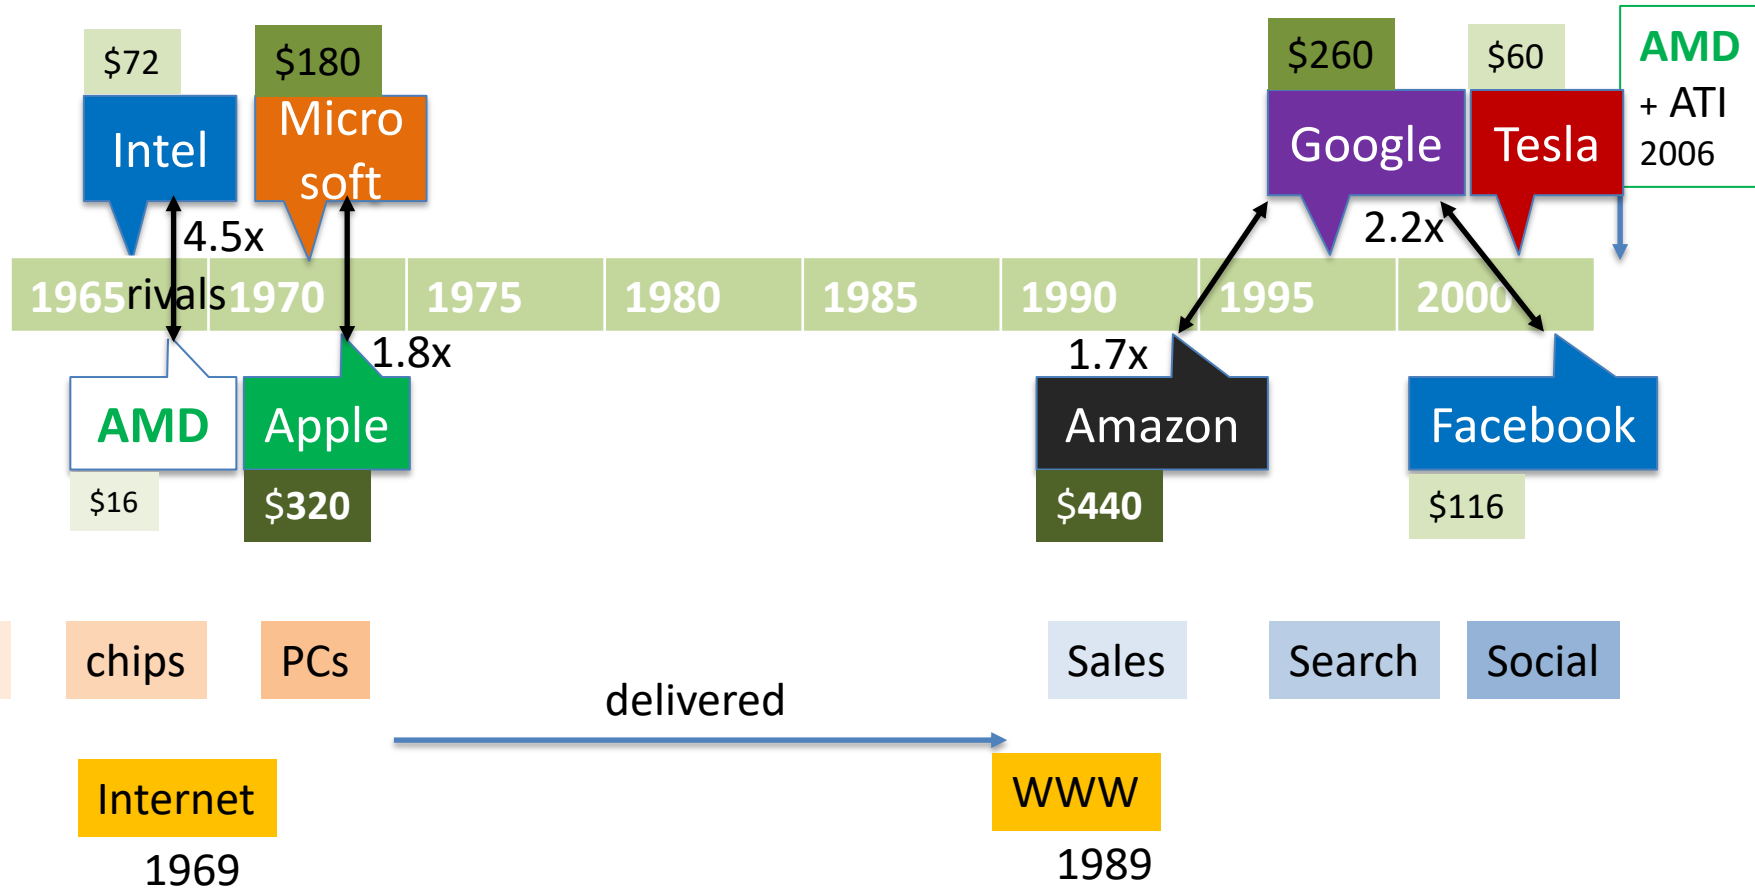 $72
$180
$260
$60
AMD
+ ATI
2006
Intel
Micro
soft
Google
Tesla
4.5x
2.2x
1965
rivals
1970
1975
1980
1985
1990
1995
2000
1.8x
1.7x
AMD
Apple
Amazon
Facebook
$16
$320
$440
$116
chips
PCs
Sales
Search
Social
delivered
Internet
WWW
1969
1989